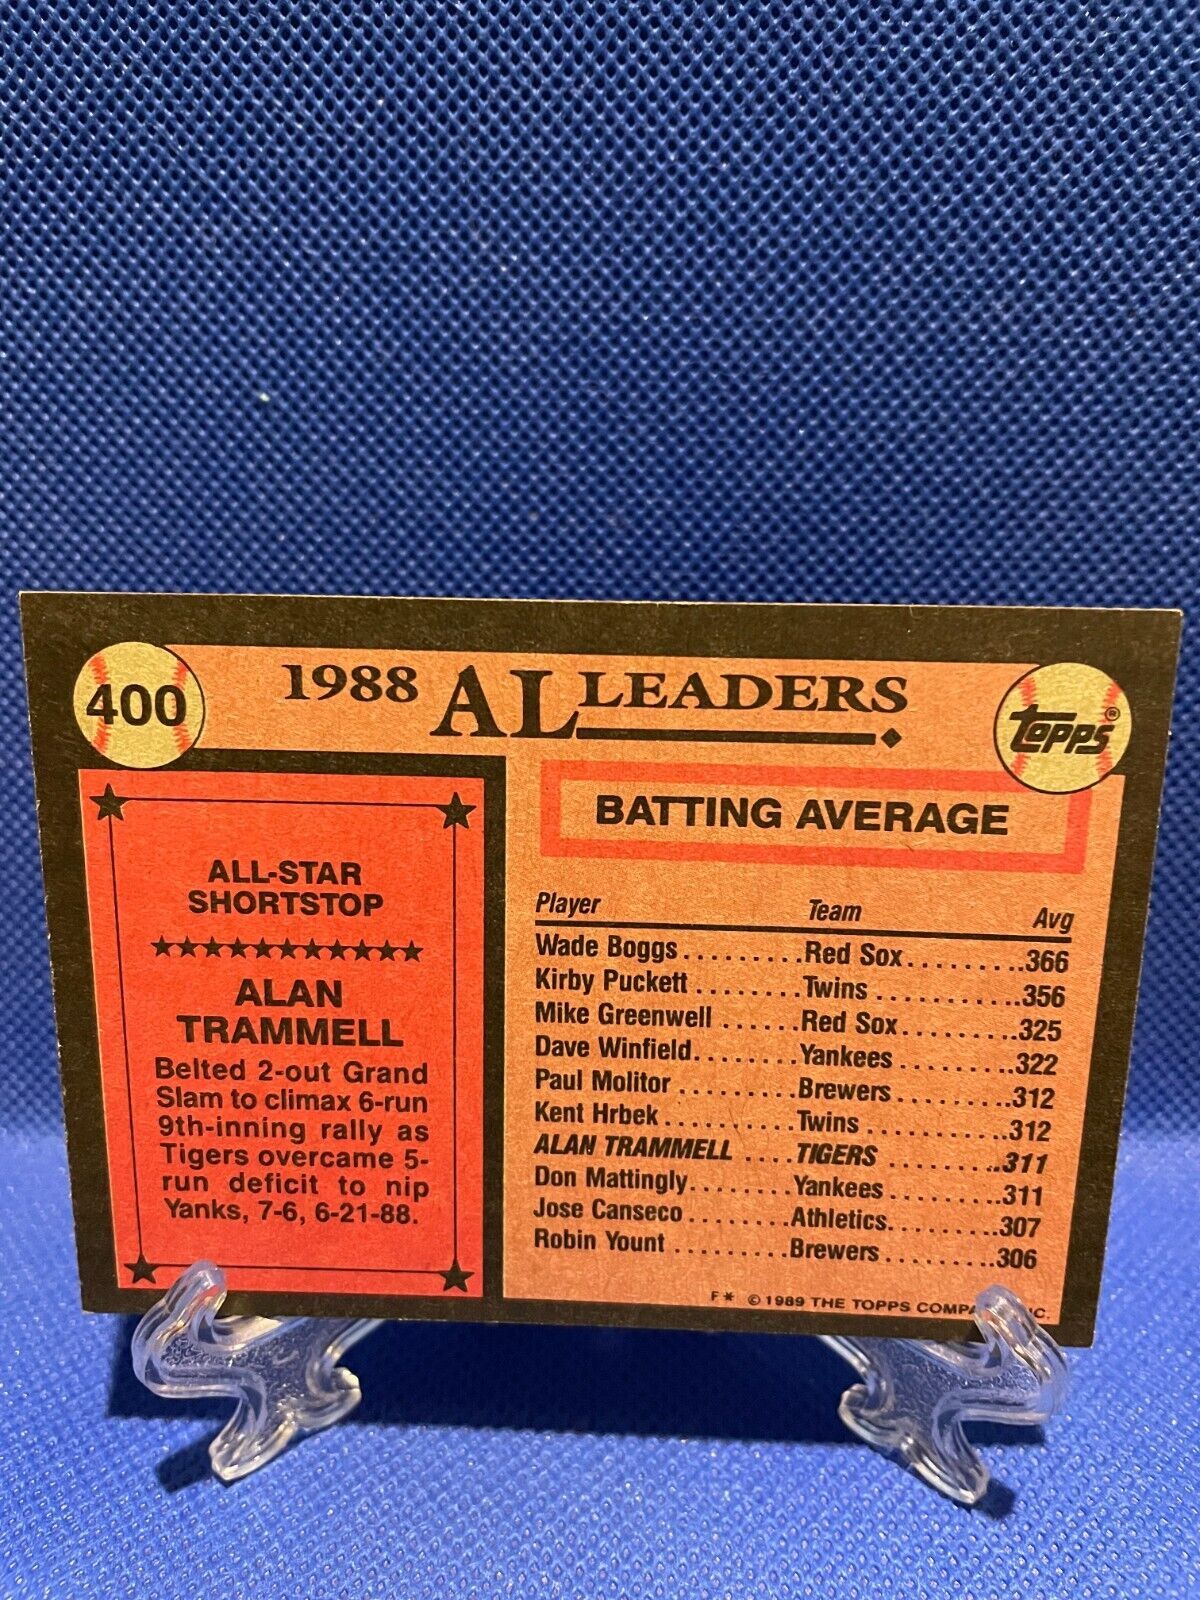 400
1988 AL LEADERS
TOPPS®
ALL-STAR
SHORTSTOP
ALAN
TRAMMELL
Belted 2-out Grand
Slam to climax 6-run
9th-inning rally as
Tigers overcame 5-
run deficit to nip
Yanks, 7-6, 6-21-88.
BATTING AVERAGE
Player Team Avg
Wade Boggs.........Red Sox.........366
Kirby Puckett........Twins...........356
Mike Greenwell......Red Sox.........325
Dave Winfield........Yankees.........322
Paul Molitor.........Brewers.........312
Kent Hrbek..........Twins...........312
ALAN TRAMMELL....TIGERS.........311
Don Mattingly........Yankees.........311
Jose Canseco........Athletics.........307
Robin Yount.........Brewers.........306
F* ©1989 THE TOPPS